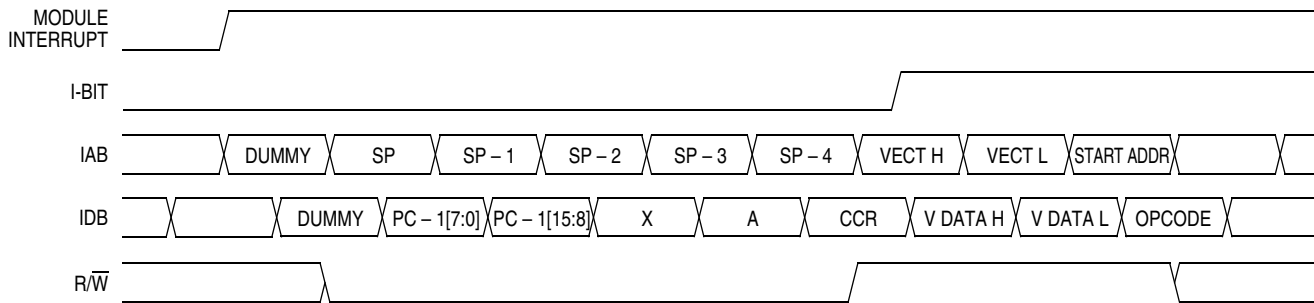 MODULE
INTERRUPT
I-BIT
IAB DUMMY SP SP – 1 SP – 2 SP – 3 SP – 4 VECT H VECT L START ADDR
IDB DUMMY PC – 1[7:0] PC – 1[15:8] X A CCR V DATA H V DATA L OPCODE
R/W̅